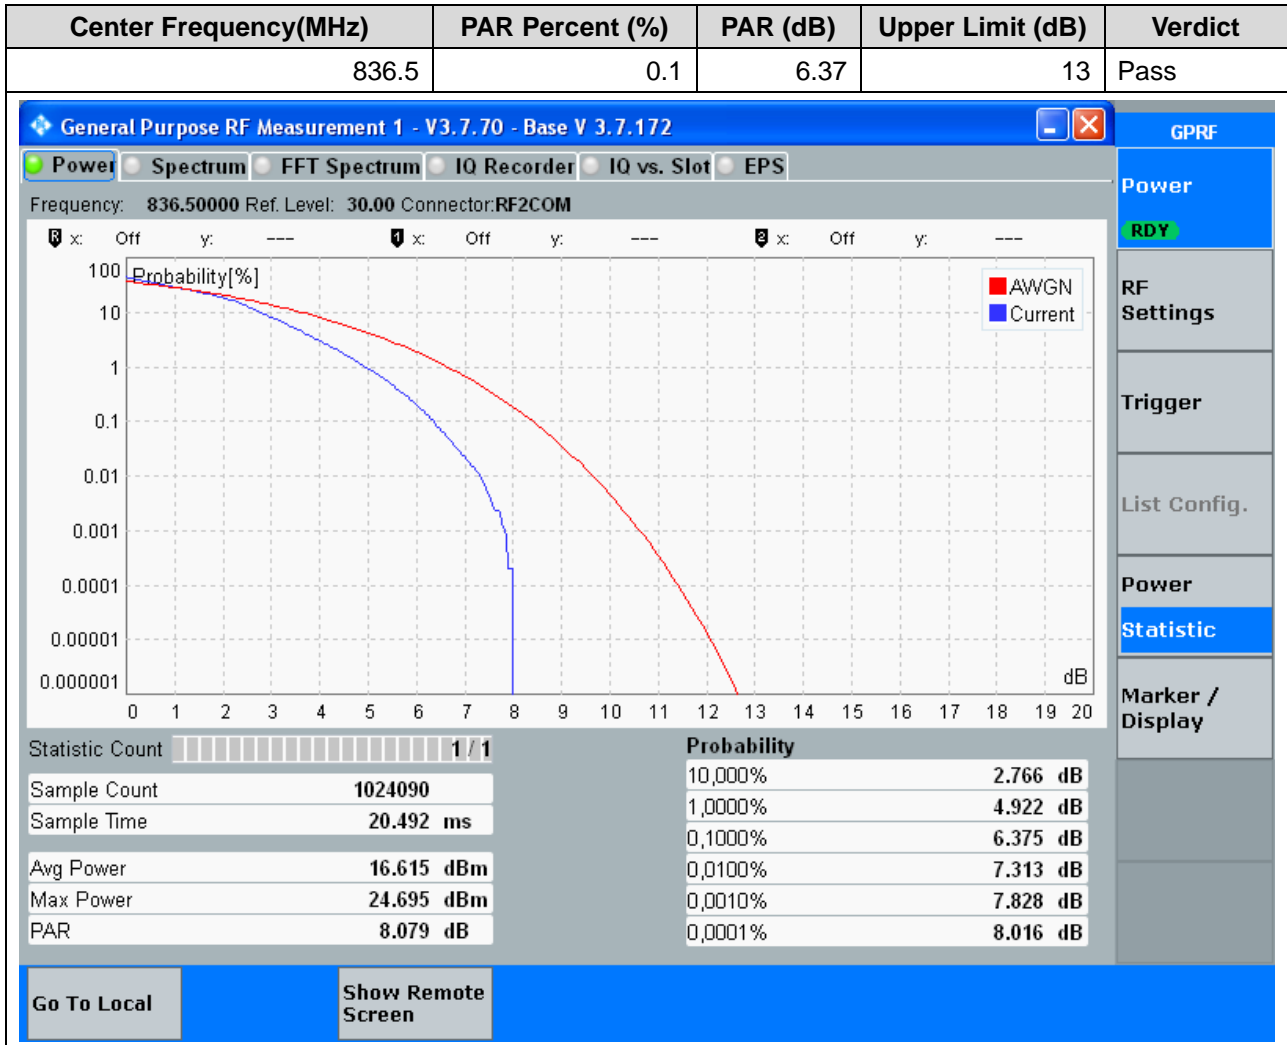 Center Frequency(MHz) PAR Percent (%) PAR (dB) Upper Limit (dB) Verdict
836.5 0.1 6.37 13 Pass
General Purpose RF Measurement 1 - V3.7.70 - Base V 3.7.172
GPRF
Power Spectrum FFT Spectrum IQ Recorder IQ vs. Slot EPS
Frequency: 836.50000 Ref. Level: 30.00 Connector:RF2COM
R x: Off y: --- 1 x: Off y: --- 2 x: Off y: ---
Probability[%]
AWGN
Current
100
10
1
0.1
0.01
0.001
0.0001
0.00001
0.000001
dB
0 1 2 3 4 5 6 7 8 9 10 11 12 13 14 15 16 17 18 19 20
Statistic Count 1 / 1
Sample Count 1024090
Sample Time 20.492 ms
Avg Power 16.615 dBm
Max Power 24.695 dBm
PAR 8.079 dB
Probability
10,000% 2.766 dB
1,0000% 4.922 dB
0,1000% 6.375 dB
0,0100% 7.313 dB
0,0010% 7.828 dB
0,0001% 8.016 dB
Power
RDY
RF
Settings
Trigger
List Config.
Power
Statistic
Marker /
Display
Go To Local
Show Remote
Screen